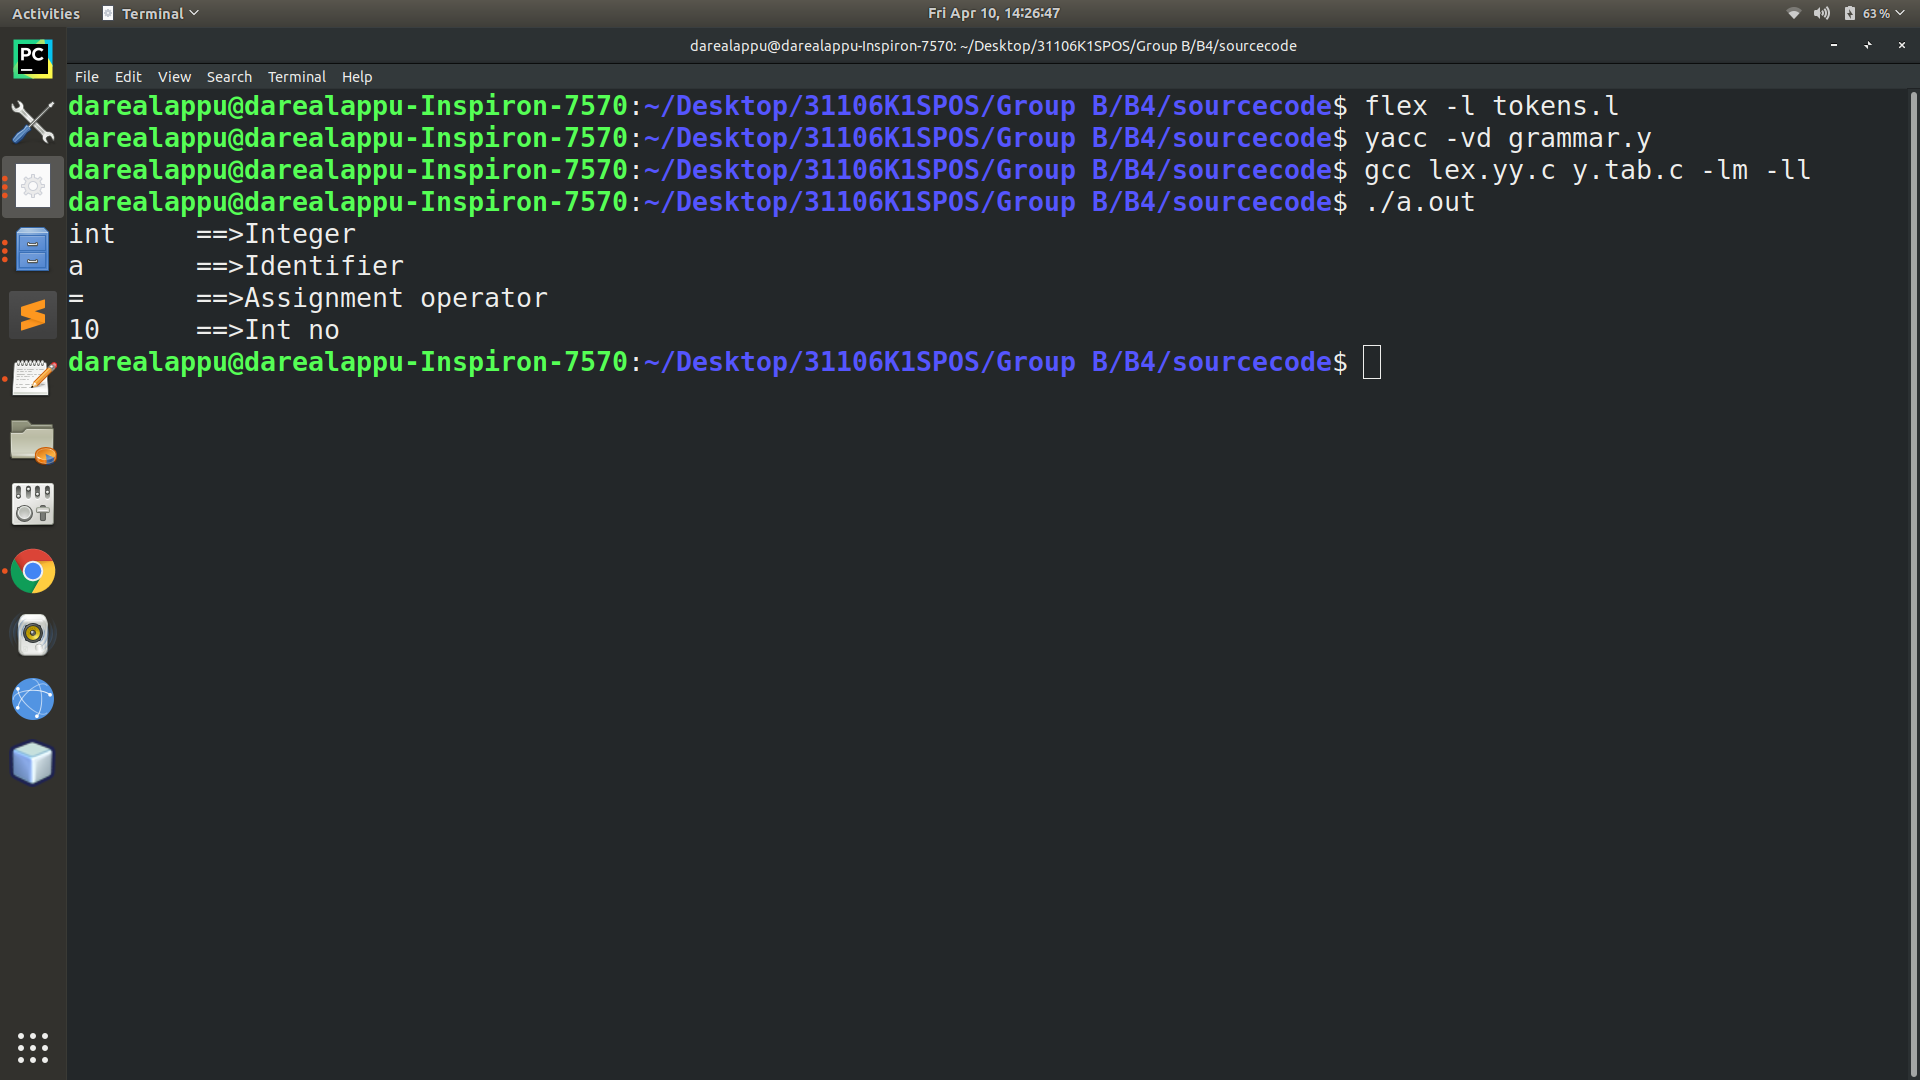 Activities Terminal Fri Apr 10, 14:26:47 63 %
darealappu@darealappu-Inspiron-7570: ~/Desktop/31106K1SPOS/Group B/B4/sourcecode
File Edit View Search Terminal Help
darealappu@darealappu-Inspiron-7570:~/Desktop/31106K1SPOS/Group B/B4/sourcecode$ flex -l tokens.l
darealappu@darealappu-Inspiron-7570:~/Desktop/31106K1SPOS/Group B/B4/sourcecode$ yacc -vd grammar.y
darealappu@darealappu-Inspiron-7570:~/Desktop/31106K1SPOS/Group B/B4/sourcecode$ gcc lex.yy.c y.tab.c -lm -ll
darealappu@darealappu-Inspiron-7570:~/Desktop/31106K1SPOS/Group B/B4/sourcecode$ ./a.out
int ==>Integer
a ==>Identifier
= ==>Assignment operator
10 ==>Int no
darealappu@darealappu-Inspiron-7570:~/Desktop/31106K1SPOS/Group B/B4/sourcecode$
PC